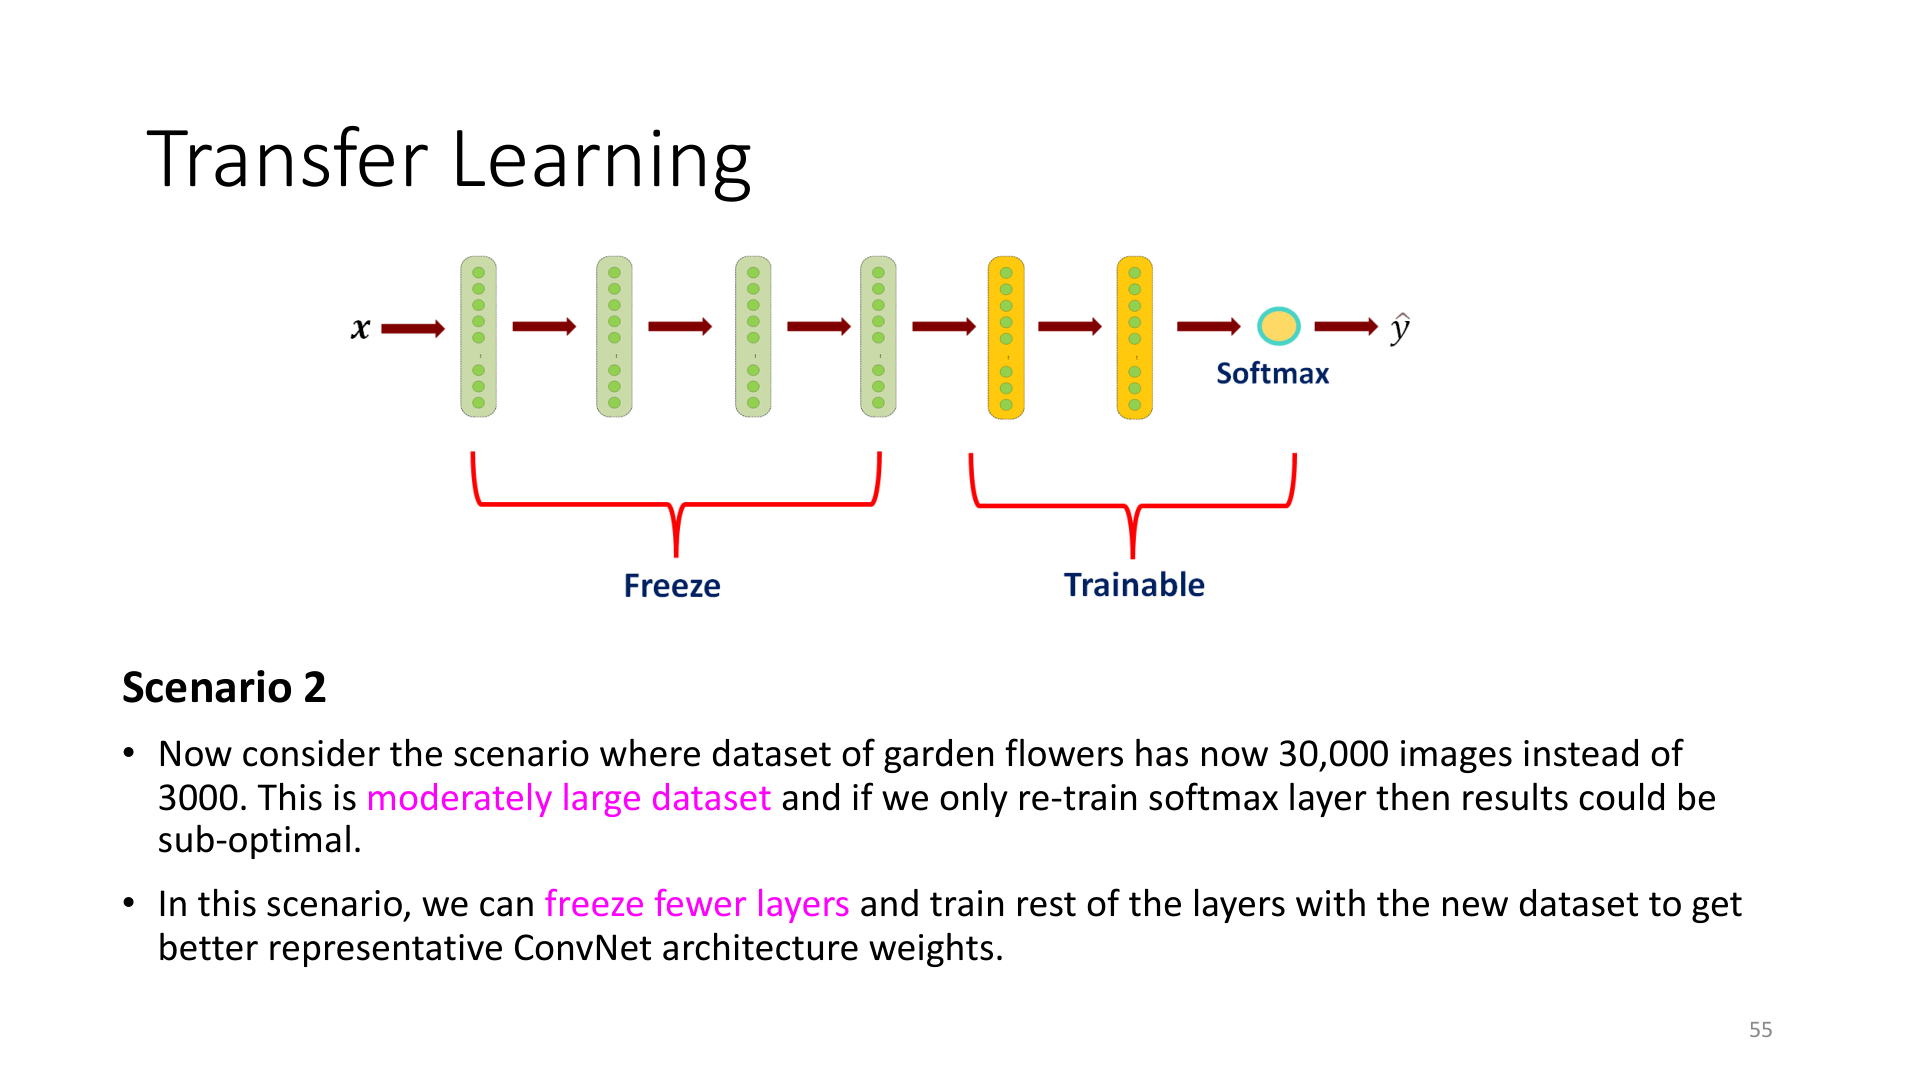 Transfer Learning
x
ŷ
Softmax
Freeze
Trainable
Scenario 2
• Now consider the scenario where dataset of garden flowers has now 30,000 images instead of
3000. This is moderately large dataset and if we only re-train softmax layer then results could be
sub-optimal.
• In this scenario, we can freeze fewer layers and train rest of the layers with the new dataset to get
better representative ConvNet architecture weights.
55